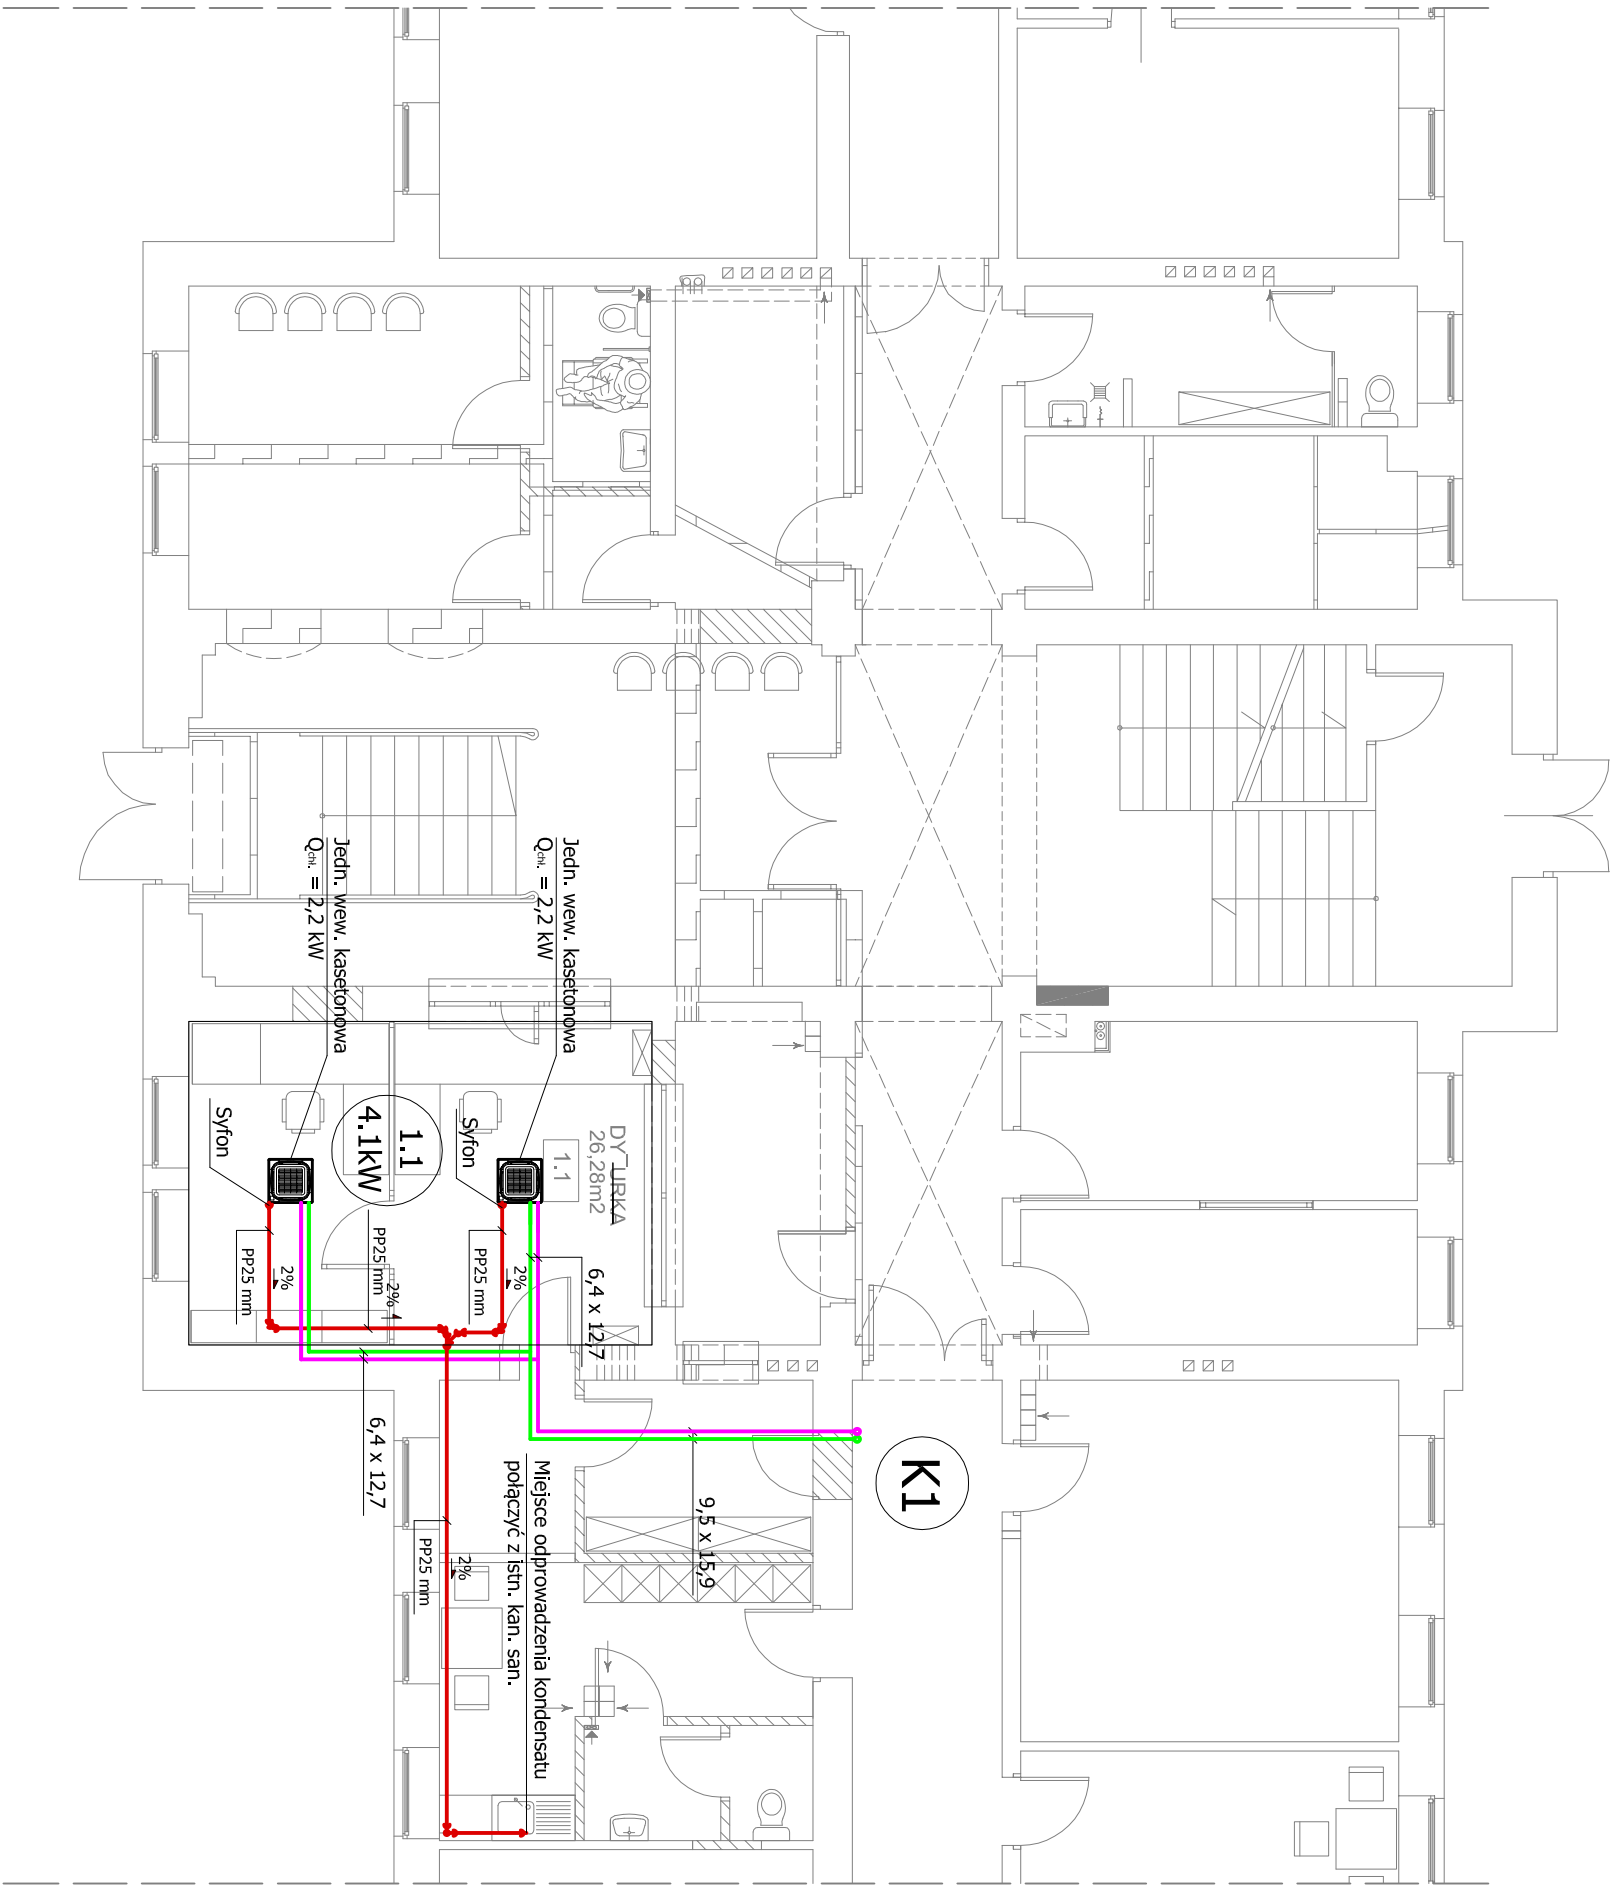 Jedn. wew. kasetonowa
Qchł. = 2,2 kW
Jedn. wew. kasetonowa
Qchł. = 2,2 kW
Syfon
Syfon
1.1
4.1kW
DY_URKA
26,28m2
1.1
PP25 mm
2%
PP25 mm
2%
PP25 mm
2%
6,4 x 12,7
6,4 x 12,7
9,5 x 15,9
K1
PP25 mm
2%
Miejsce odprowadzenia kondensatu
połączyć z istn. kan. san.